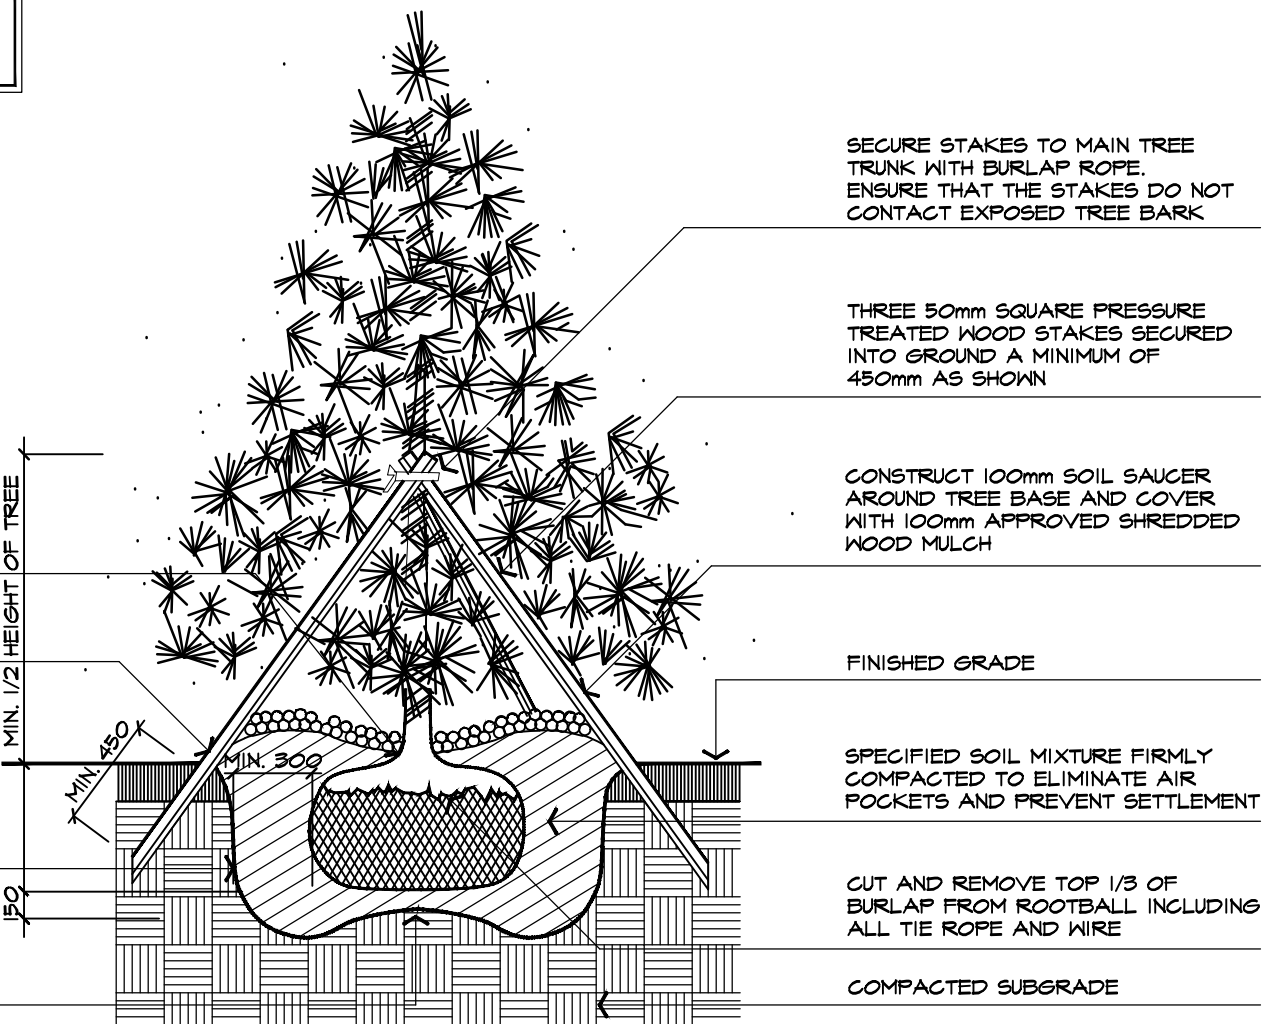 SECURE STAKES TO MAIN TREE
TRUNK WITH BURLAP ROPE.
ENSURE THAT THE STAKES DO NOT
CONTACT EXPOSED TREE BARK
THREE 50mm SQUARE PRESSURE
TREATED WOOD STAKES SECURED
INTO GROUND A MINIMUM OF
450mm AS SHOWN
CONSTRUCT 100mm SOIL SAUCER
AROUND TREE BASE AND COVER
WITH 100mm APPROVED SHREDDED
WOOD MULCH
FINISHED GRADE
SPECIFIED SOIL MIXTURE FIRMLY
COMPACTED TO ELIMINATE AIR
POCKETS AND PREVENT SETTLEMENT
CUT AND REMOVE TOP 1/3 OF
BURLAP FROM ROOTBALL INCLUDING
ALL TIE ROPE AND WIRE
COMPACTED SUBGRADE
MIN. 1/2 HEIGHT OF TREE
MIN. 450
MIN. 300
150